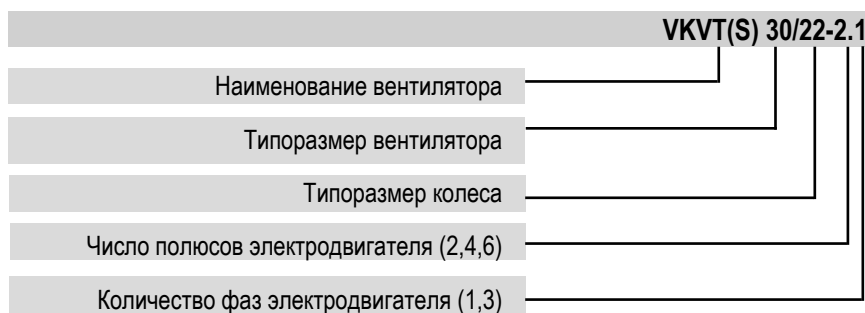 VKVT(S) 30/22-2.1
Наименование вентилятора
Типоразмер вентилятора
Типоразмер колеса
Число полюсов электродвигателя (2,4,6)
Количество фаз электродвигателя (1,3)